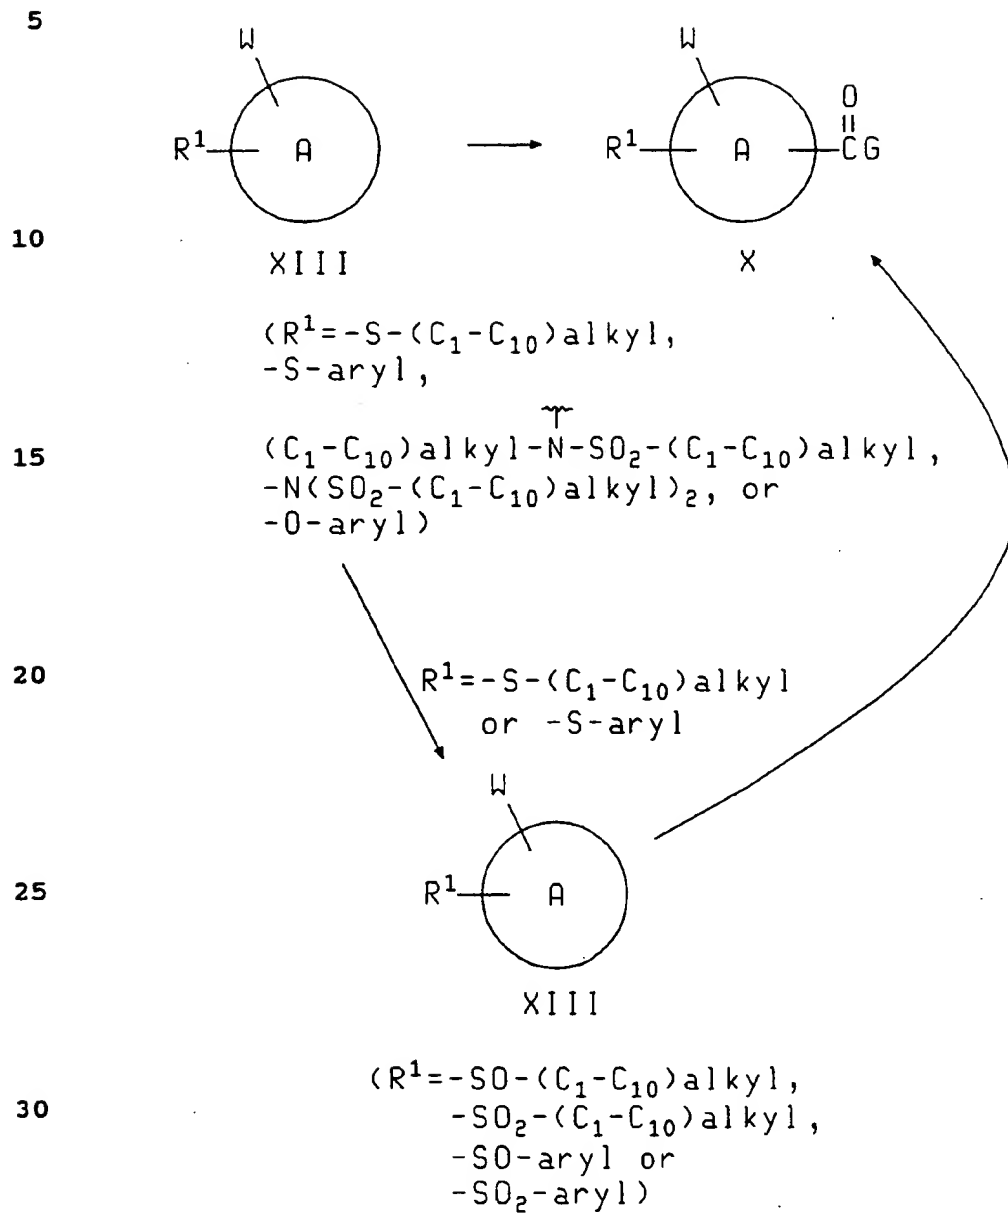 5
W
W
O
||
R¹
A
R¹
A
CG
10
XIII
X
(R¹=-S-(C₁-C₁₀)alkyl,
-S-aryl,
15
(C₁-C₁₀)alkyl-N-SO₂-(C₁-C₁₀)alkyl,
-N(SO₂-(C₁-C₁₀)alkyl)₂, or
-O-aryl)
20
R¹=-S-(C₁-C₁₀)alkyl
or -S-aryl
W
25
R¹
A
XIII
(R¹=-SO-(C₁-C₁₀)alkyl,
30
-SO₂-(C₁-C₁₀)alkyl,
-SO-aryl or
-SO₂-aryl)